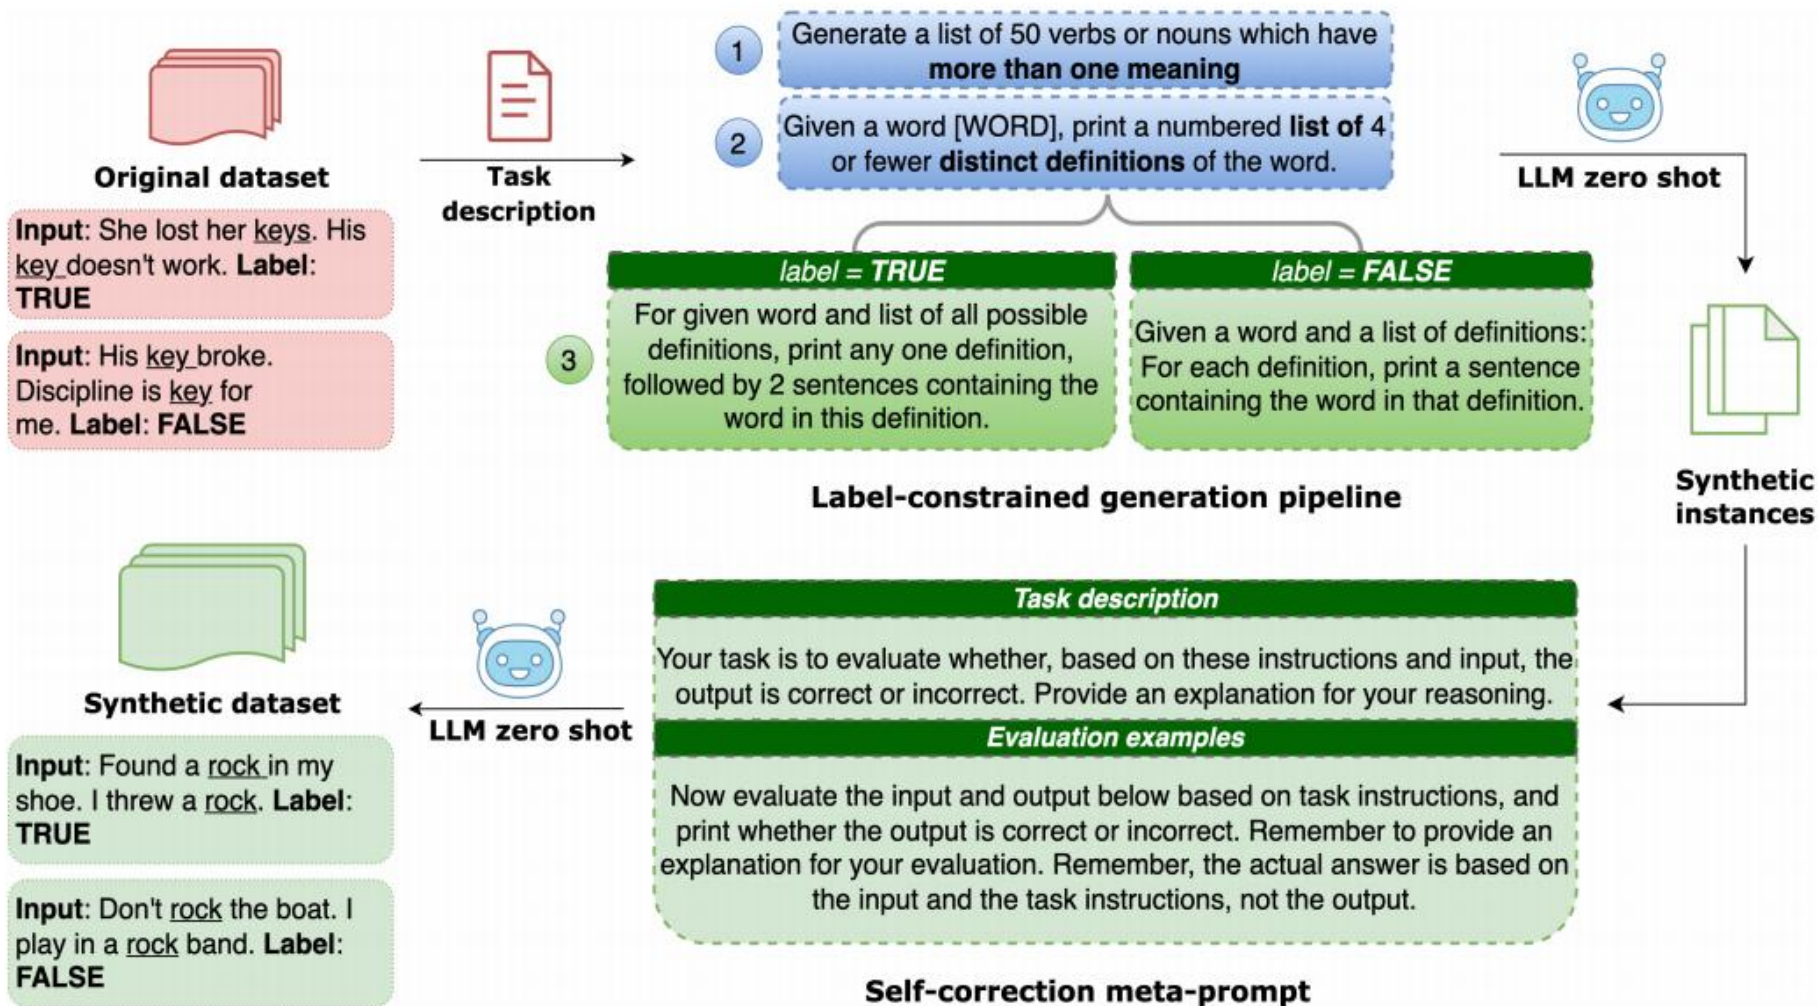 Original dataset
Input: She lost her keys. His
key doesn't work. Label:
TRUE
Input: His key broke.
Discipline is key for
me. Label: FALSE
Task
description
1
Generate a list of 50 verbs or nouns which have
more than one meaning
2
Given a word [WORD], print a numbered list of 4
or fewer distinct definitions of the word.
3
label = TRUE
For given word and list of all possible
definitions, print any one definition,
followed by 2 sentences containing the
word in this definition.
label = FALSE
Given a word and a list of definitions:
For each definition, print a sentence
containing the word in that definition.
Label-constrained generation pipeline
LLM zero shot
Synthetic
instances
Task description
Your task is to evaluate whether, based on these instructions and input, the
output is correct or incorrect. Provide an explanation for your reasoning.
Evaluation examples
Now evaluate the input and output below based on task instructions, and
print whether the output is correct or incorrect. Remember to provide an
explanation for your evaluation. Remember, the actual answer is based on
the input and the task instructions, not the output.
Self-correction meta-prompt
LLM zero shot
Synthetic dataset
Input: Found a rock in my
shoe. I threw a rock. Label:
TRUE
Input: Don't rock the boat. I
play in a rock band. Label:
FALSE